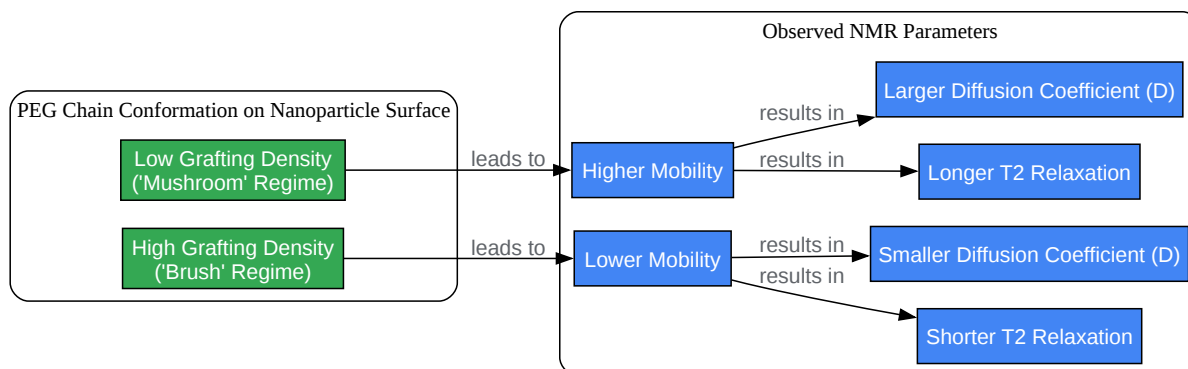 Observed NMR Parameters
PEG Chain Conformation on Nanoparticle Surface
Low Grafting Density
('Mushroom' Regime)
leads to
Higher Mobility
results in
Larger Diffusion Coefficient (D)
results in
Longer T2 Relaxation
High Grafting Density
('Brush' Regime)
leads to
Lower Mobility
results in
Smaller Diffusion Coefficient (D)
results in
Shorter T2 Relaxation